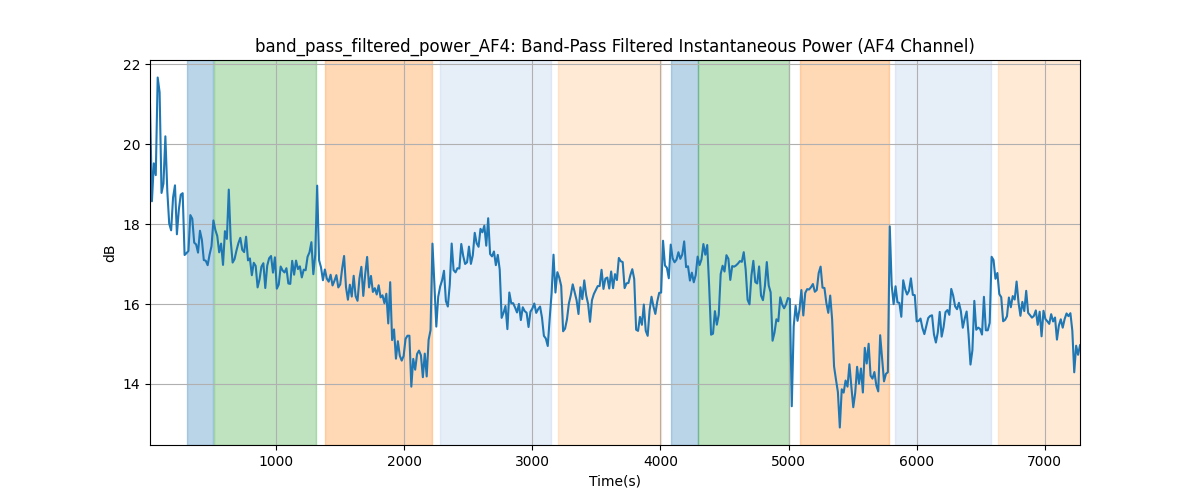 band_pass_filtered_power_AF4: Band-Pass Filtered Instantaneous Power (AF4 Channel)
22
20
18
16
14
dB
1000 2000 3000 4000 5000 6000 7000
Time(s)